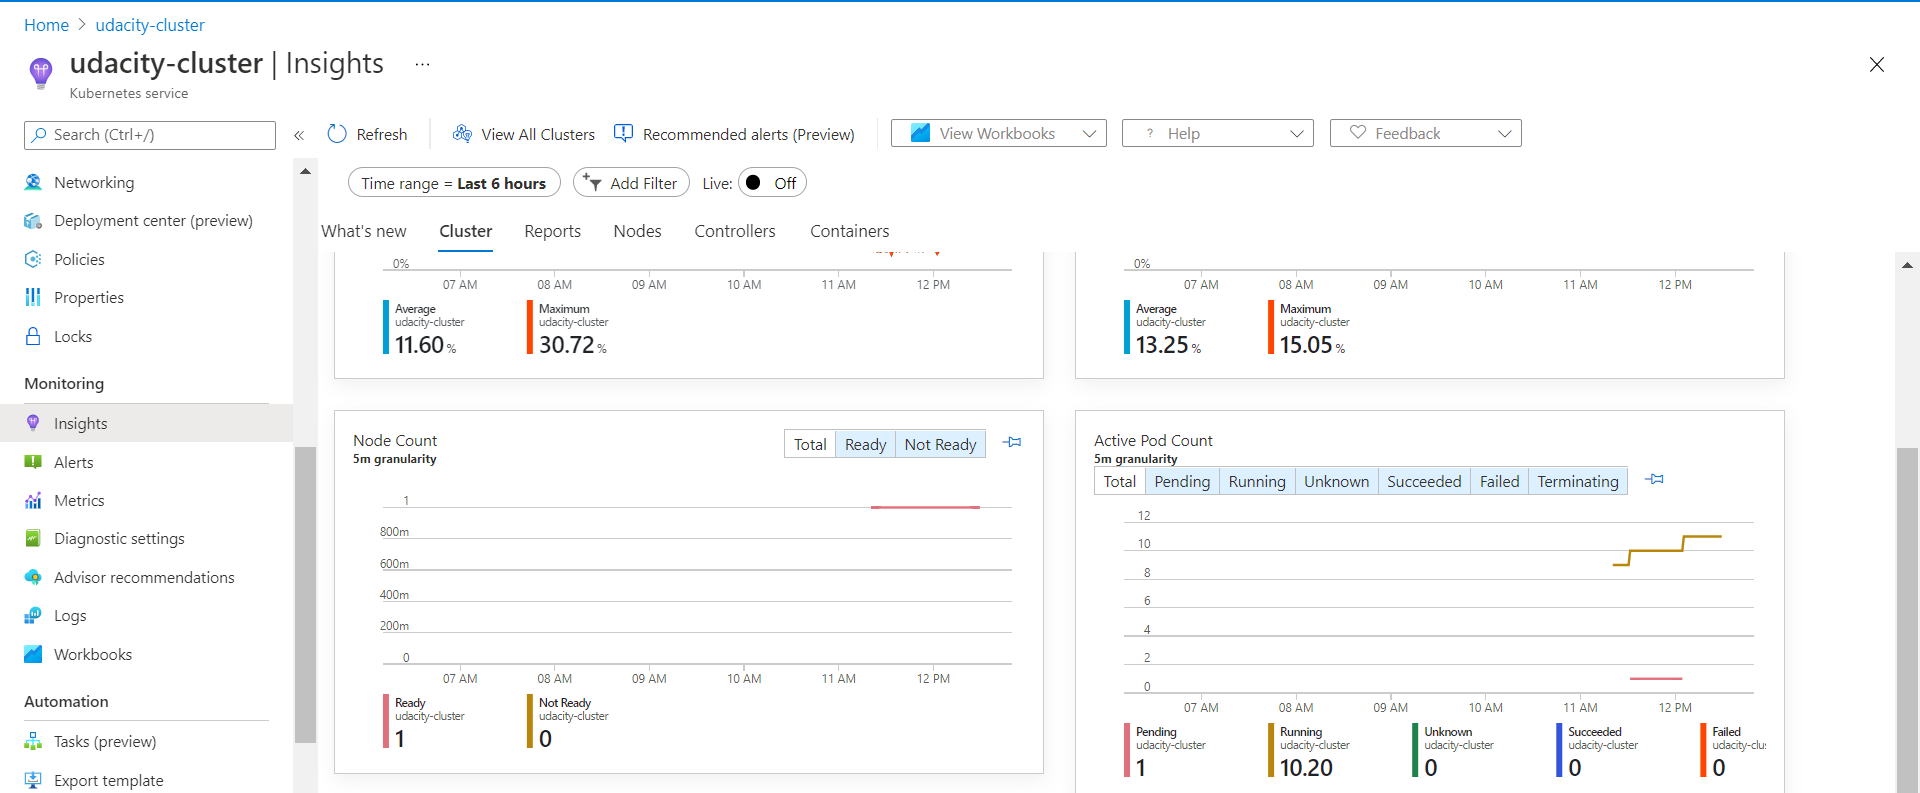 Home > udacity-cluster
udacity-cluster | Insights ...
Kubernetes service
Search (Ctrl+/)
«
Refresh
View All Clusters
Recommended alerts (Preview)
View Workbooks
? Help
Feedback
Time range = Last 6 hours
Add Filter
Live: Off
What's new
Cluster
Reports
Nodes
Controllers
Containers
Networking
Deployment center (preview)
Policies
Properties
Locks
Monitoring
Insights
Alerts
Metrics
Diagnostic settings
Advisor recommendations
Logs
Workbooks
Automation
Tasks (preview)
Export template
0%
07 AM 08 AM 09 AM 10 AM 11 AM 12 PM
Average
udacity-cluster
11.60 %
Maximum
udacity-cluster
30.72 %
0%
07 AM 08 AM 09 AM 10 AM 11 AM 12 PM
Average
udacity-cluster
13.25 %
Maximum
udacity-cluster
15.05 %
Node Count
5m granularity
Total Ready Not Ready
1
800m
600m
400m
200m
0
07 AM 08 AM 09 AM 10 AM 11 AM 12 PM
Ready
udacity-cluster
1
Not Ready
udacity-cluster
0
Active Pod Count
5m granularity
Total Pending Running Unknown Succeeded Failed Terminating
12
10
8
6
4
2
0
07 AM 08 AM 09 AM 10 AM 11 AM 12 PM
Pending
udacity-cluster
1
Running
udacity-cluster
10.20
Unknown
udacity-cluster
0
Succeeded
udacity-cluster
0
Failed
udacity-clu
0